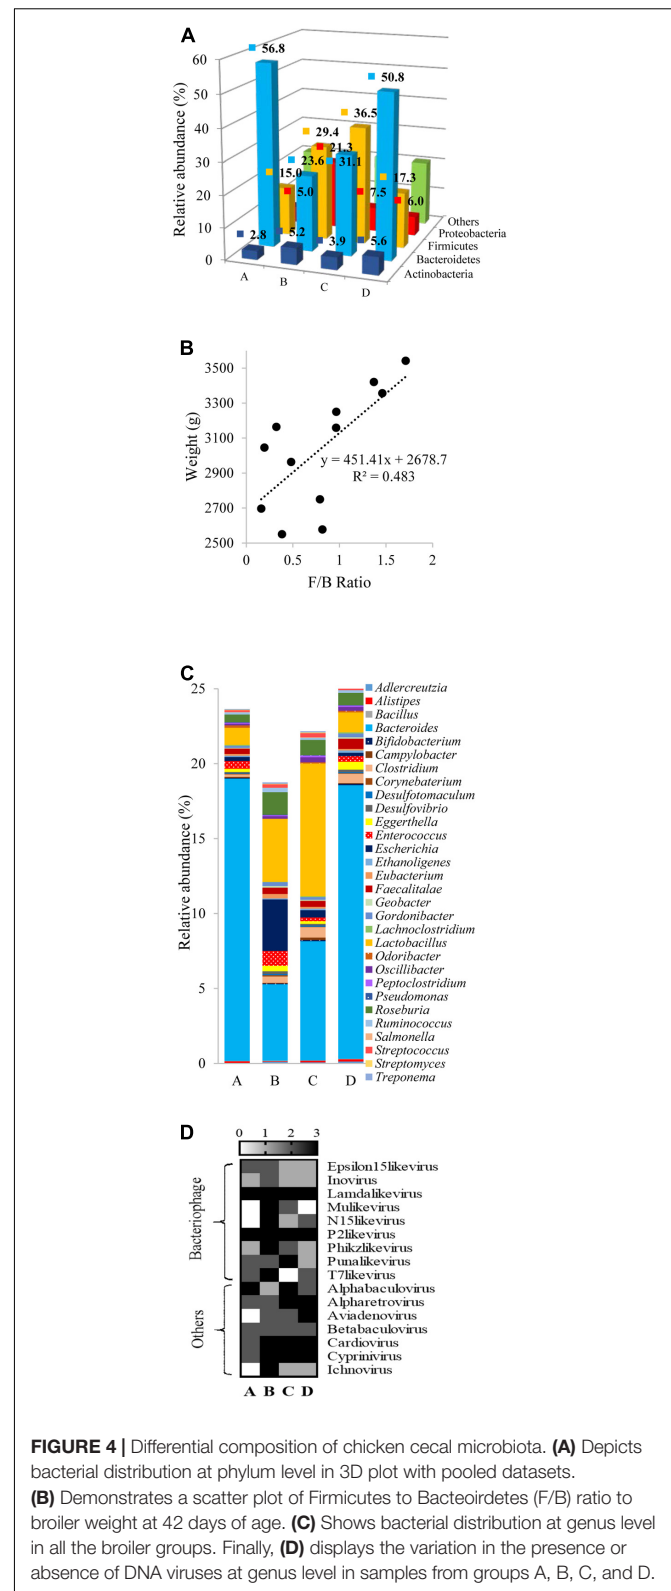 A
60
50
40
30
20
10
0
Relative abundance (%)
56.8
50.8
36.5
29.4
21.3
23.6
31.1
15.0
5.0
7.5
17.3
6.0
2.8
5.2
3.9
5.6
A
B
C
D
Others
Proteobacteria
Firmicutes
Bacteroidetes
Actinobacteria
B
3500
3300
3100
2900
2700
2500
Weight (g)
y = 451.41x + 2678.7
R² = 0.483
0 0.5 1 1.5 2
F/B Ratio
C
25
20
15
10
5
0
Relative abundance (%)
A B C D
Adlercreutzia
Alistipes
Bacillus
Bacteroides
Bifidobacterium
Campylobacter
Clostridium
Corynebaterium
Desulfotomaculum
Desulfovibrio
Eggerthella
Enterococcus
Escherichia
Ethanoligenes
Eubacterium
Faecalitalae
Geobacter
Gordonibacter
Lachnoclostridium
Lactobacillus
Odoribacter
Oscillibacter
Peptoclostridium
Pseudomonas
Roseburia
Ruminococcus
Salmonella
Streptococcus
Streptomyces
Treponema
D
0 1 2 3
Bacteriophage
Epsilon15likevirus
Inovirus
Lamdalikevirus
Mulikevirus
N15likevirus
P2likevirus
Phikzlikevirus
Punalikevirus
T7likevirus
Others
Alphabaculovirus
Alpharetrovirus
Aviadenovirus
Betabaculovirus
Cardiovirus
Cyprinivirus
Ichnovirus
A B C D
FIGURE 4 | Differential composition of chicken cecal microbiota. (A) Depicts
bacterial distribution at phylum level in 3D plot with pooled datasets.
(B) Demonstrates a scatter plot of Firmicutes to Bacteoirdetes (F/B) ratio to
broiler weight at 42 days of age. (C) Shows bacterial distribution at genus level
in all the broiler groups. Finally, (D) displays the variation in the presence or
absence of DNA viruses at genus level in samples from groups A, B, C, and D.